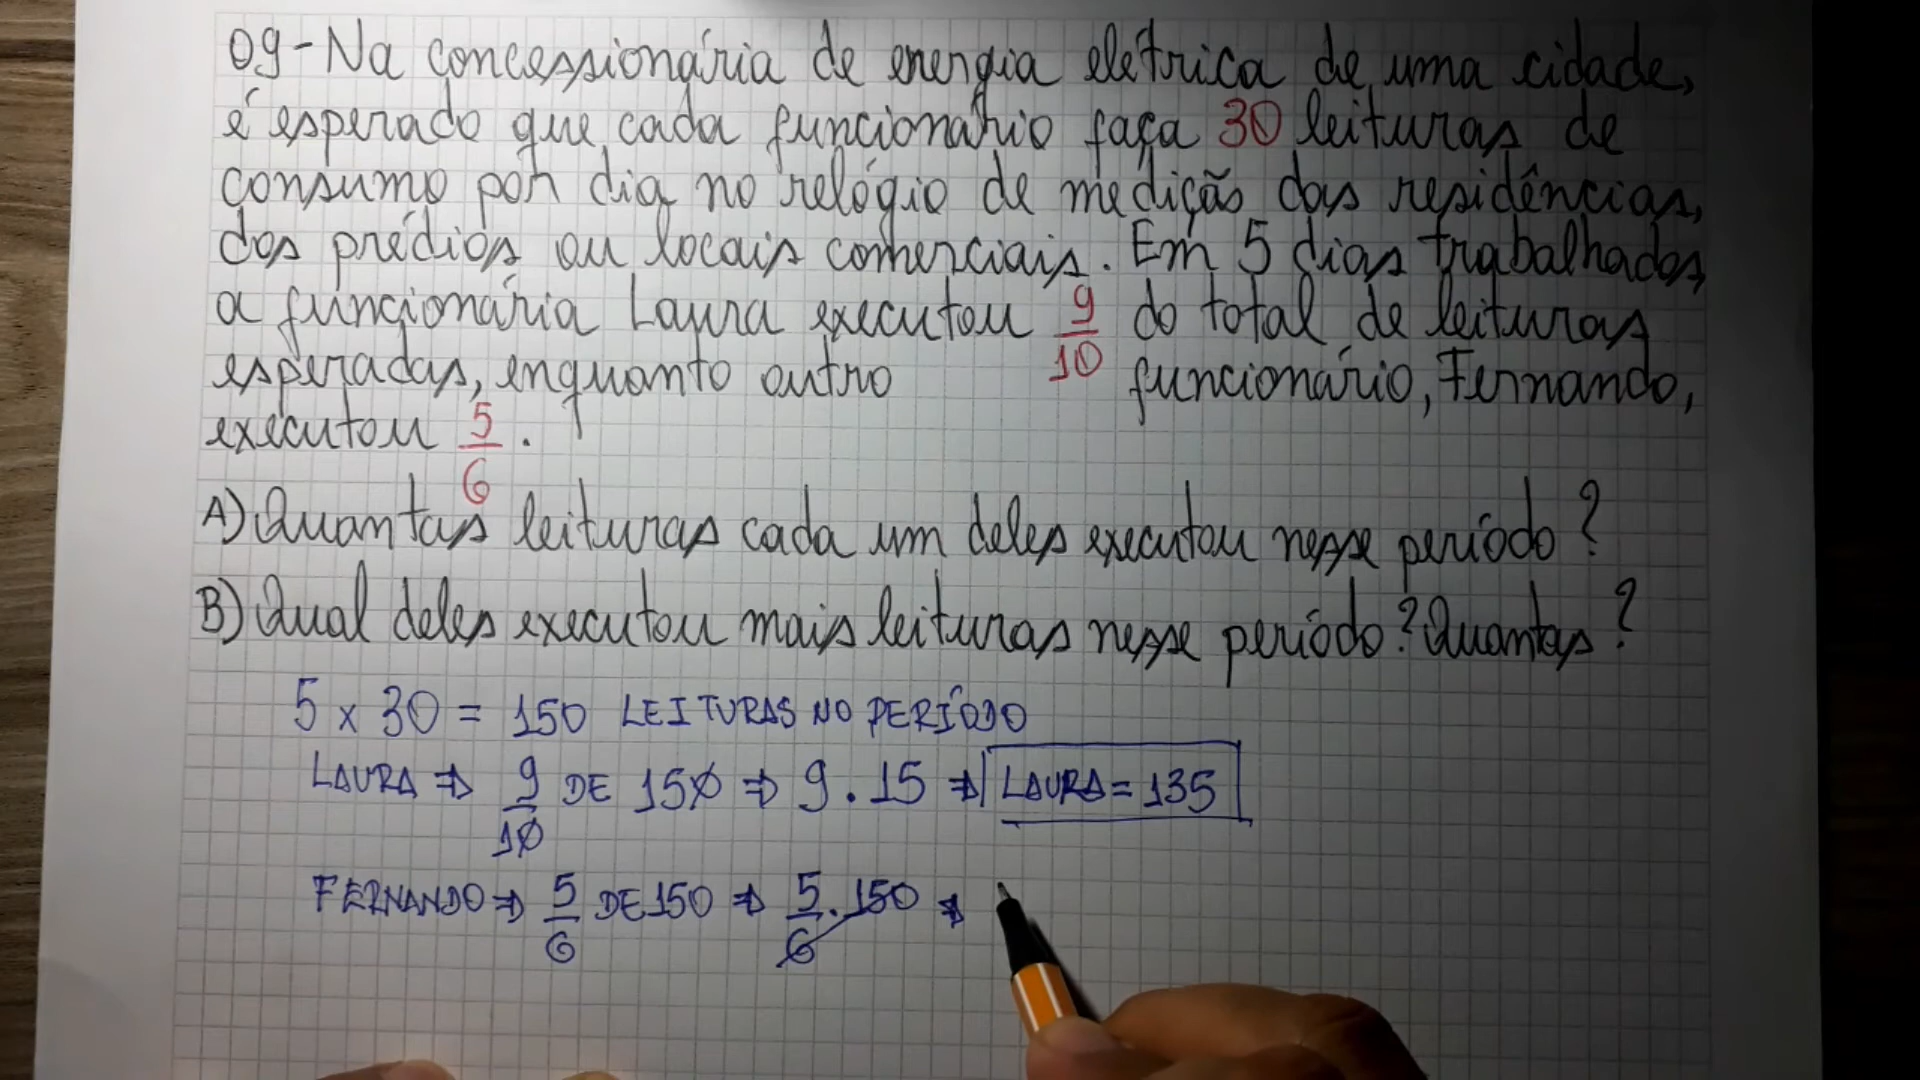 09-Na concessionária de energia elétrica de uma cidade,
é esperado que cada funcionário faça 30 leituras de
consumo por dia no relógio de medição das residências,
dos prédios ou locais comerciais. Em 5 dias trabalhados,
a funcionária Laura executou 9/10 do total de leituras
esperadas, enquanto outro funcionário, Fernando,
executou 5/6.
A) Quantas leituras cada um deles executou nesse período?
B) Qual deles executou mais leituras nesse período? Quantas?
5 x 30 = 150 LEITURAS NO PERÍODO
LAURA ⇒ 9/10 DE 150 ⇒ 9 . 15 ⇒ LAURA = 135
FERNANDO ⇒ 5/6 DE 150 ⇒ 5/6 . 150 ⇒